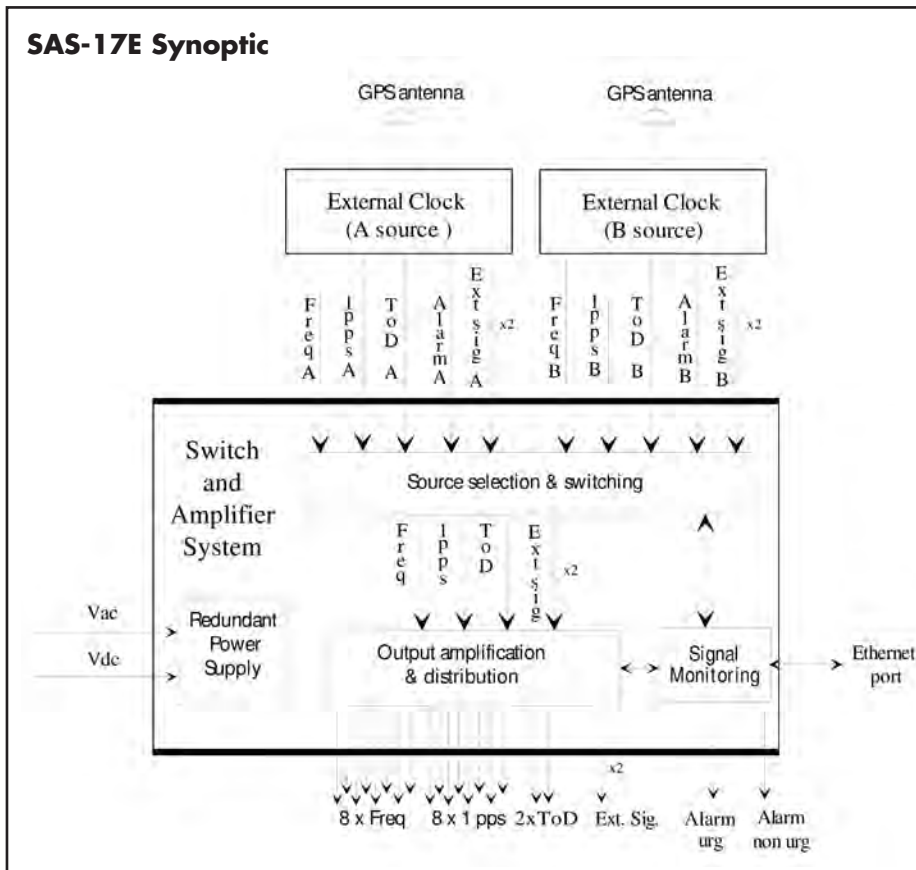 SAS-17E Synoptic
GPS antenna
GPS antenna
External Clock
(A source )
External Clock
(B source)
Freq A
1pps A
ToD A
Alarm A
Ext sig A
x2
Freq B
1pps B
ToD B
Alarm B
Ext sig B
x2
Switch
and
Amplifier
System
Source selection & switching
Freq
1pps
ToD
Ext sig
x2
Vac
Vdc
Redundant
Power
Supply
Output amplification
& distribution
Signal
Monitoring
Ethernet
port
x2
8 x Freq
8 x 1 pps
2xToD
Ext. Sig.
Alarm
urg
Alarm
non urg